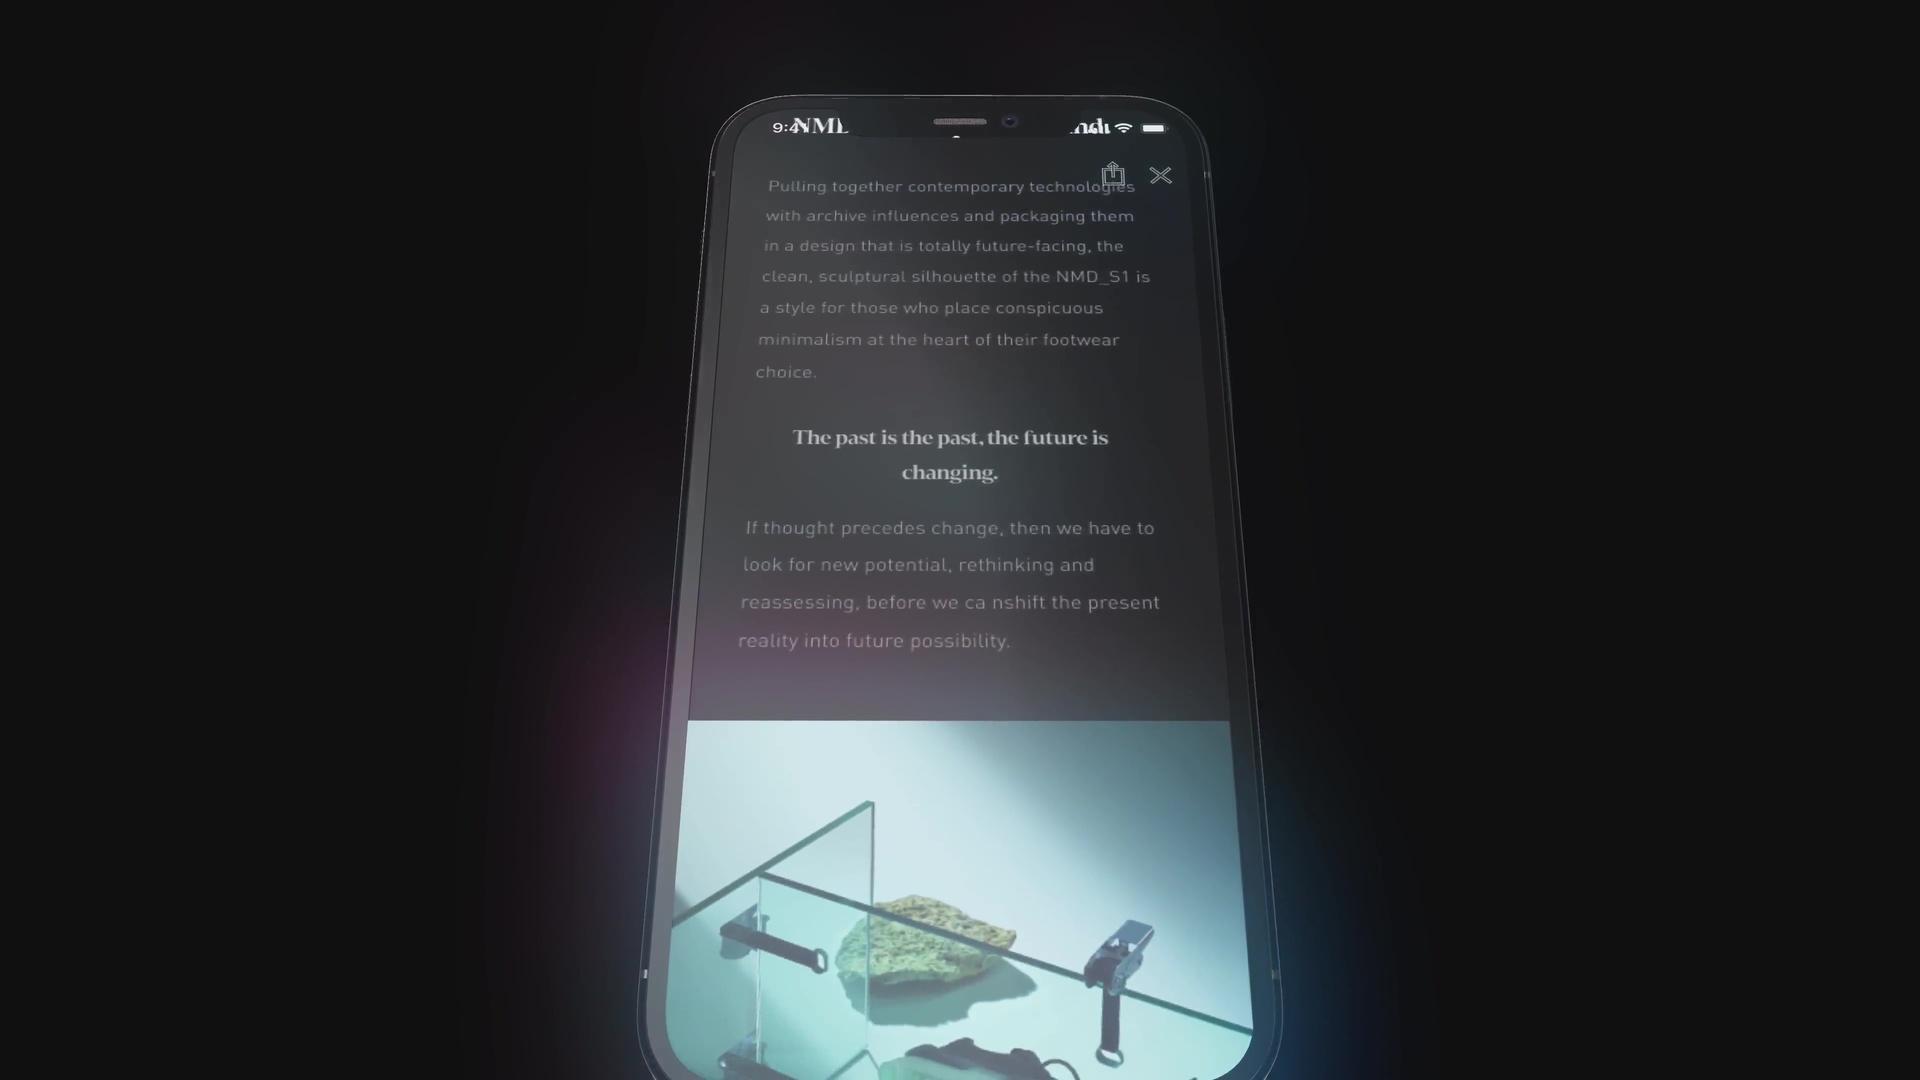 9:41
Pulling together contemporary technologies
with archive influences and packaging them
in a design that is totally future-facing, the
clean, sculptural silhouette of the NMD_S1 is
a style for those who place conspicuous
minimalism at the heart of their footwear
choice.
The past is the past, the future is
changing.
If thought precedes change, then we have to
look for new potential, rethinking and
reassessing, before we ca nshift the present
reality into future possibility.